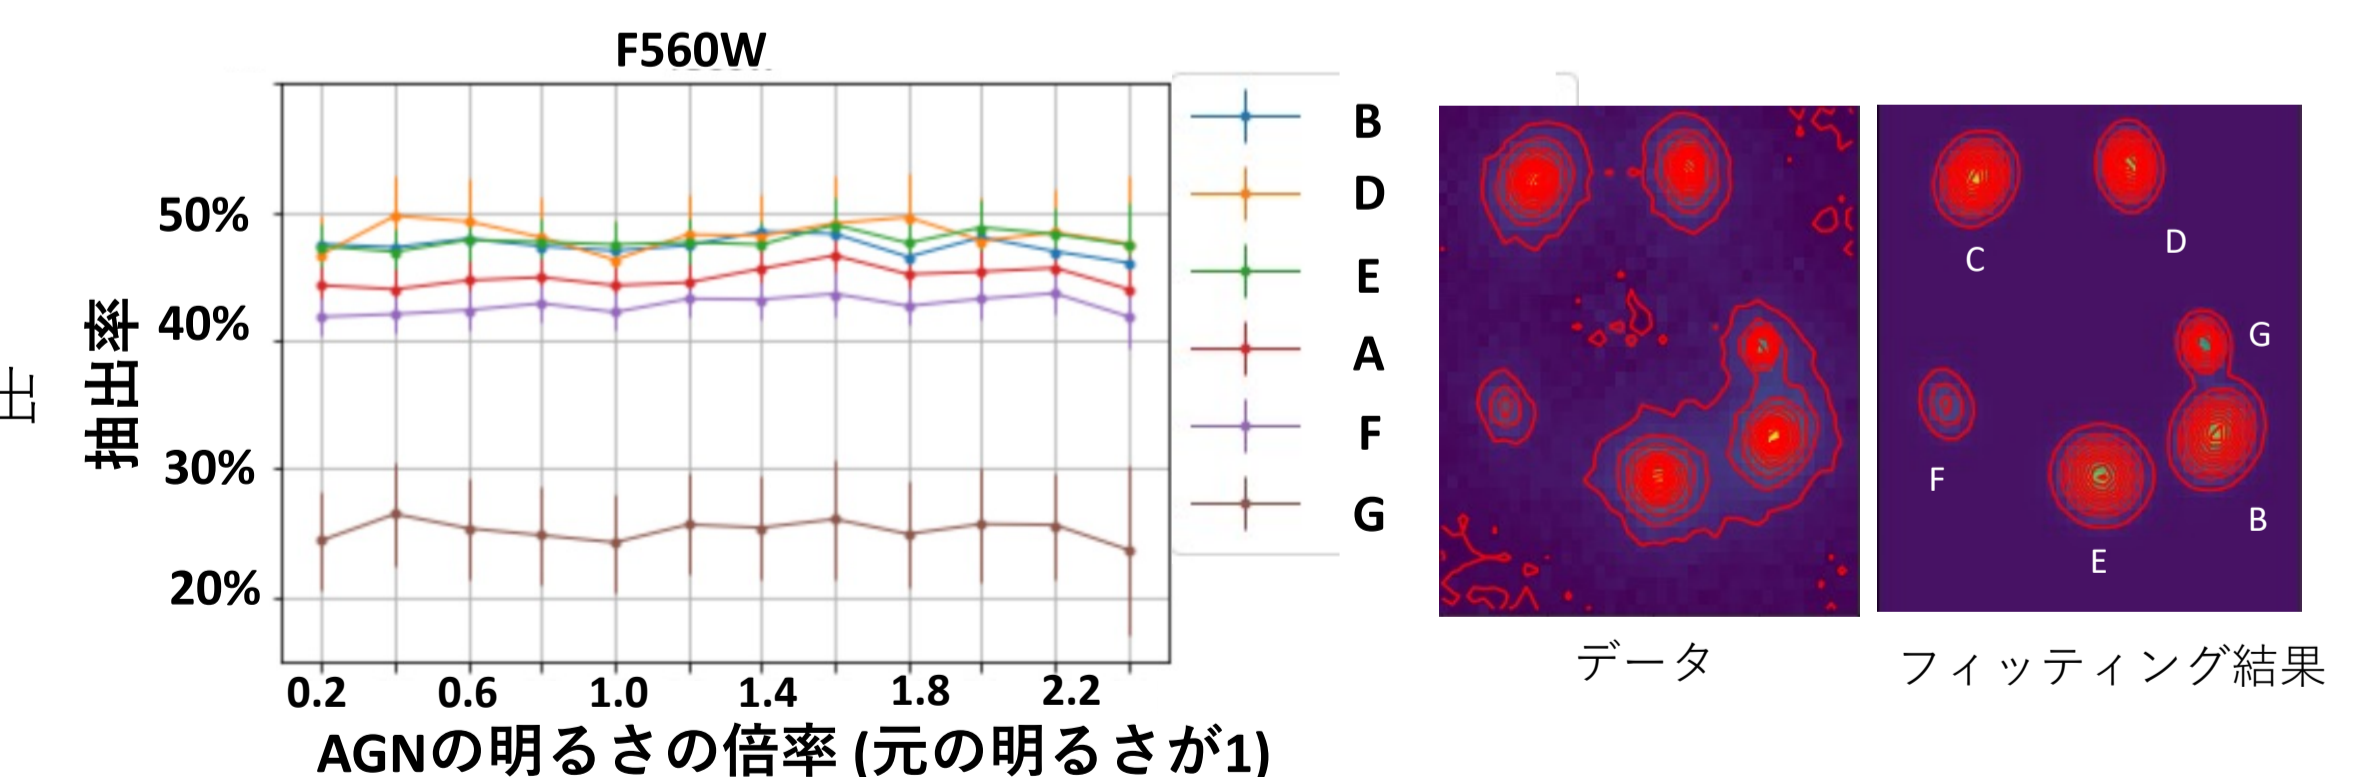 F560W
出
抽出率
50%
40%
30%
20%
0.2 0.6 1.0 1.4 1.8 2.2
AGNの明るさの倍率 (元の明るさが1)
B
D
E
A
F
G
C
D
G
F
B
E
データ
フィッティング結果